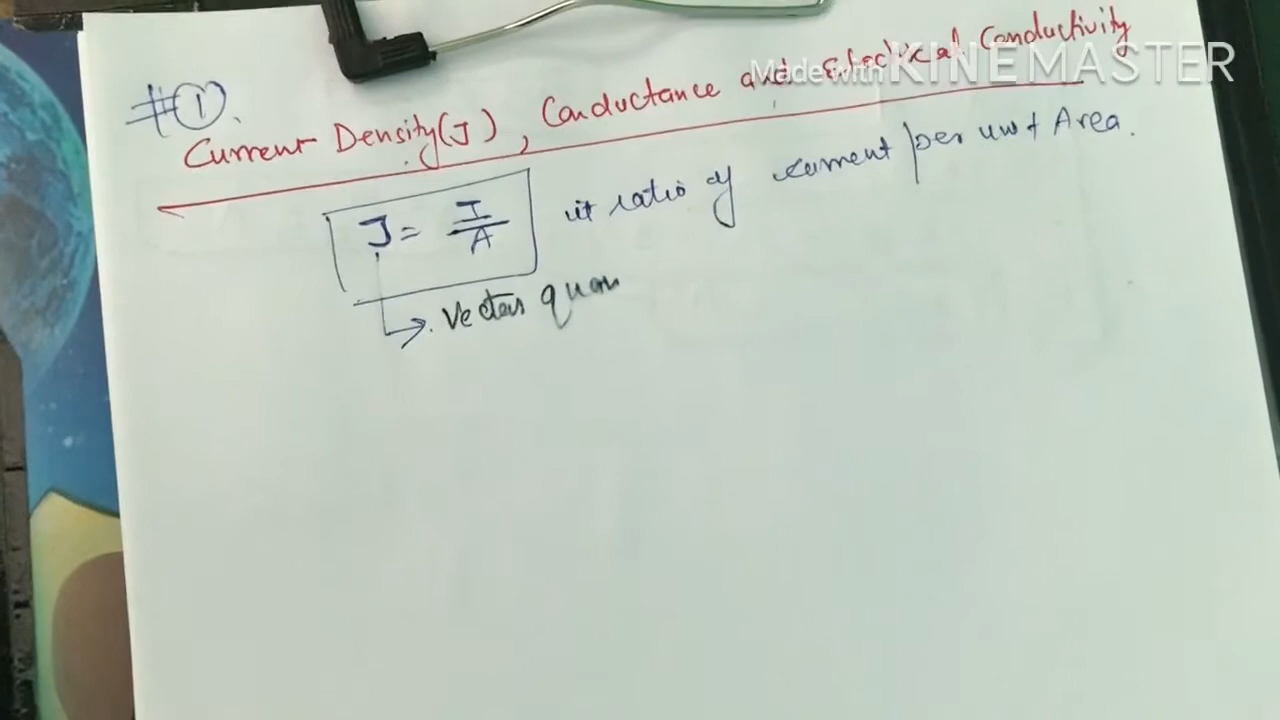 #①.
Current Density(J), Conductance and Electrical Conductivity
Made with KINEMASTER
J = I/A it ratio of current per unit Area.
Vector quan